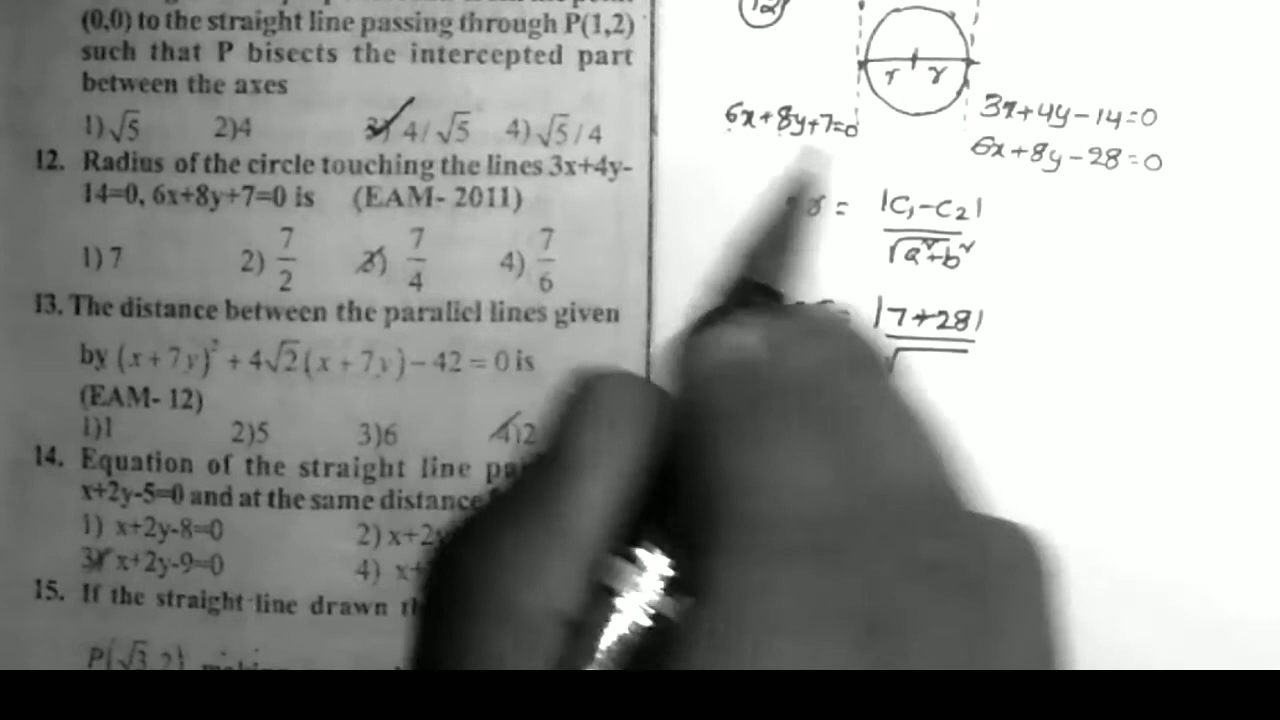 (0,0) to the straight line passing through P(1,2)
such that P bisects the intercepted part
between the axes
1) √5 2) 4 3) 4/√5 4) √5/4
12. Radius of the circle touching the lines 3x+4y-
14=0, 6x+8y+7=0 is (EAM- 2011)
1) 7 2) 7/2 3) 7/4 4) 7/6
13. The distance between the parallel lines given
by (x+7y)² + 4√2(x+7y) - 42 = 0 is
(EAM- 12)
1)1 2)5 3)6 4)2
14. Equation of the straight line
x+2y-5=0 and at the same distance
1) x+2y-8=0 2) x+2y
3) x+2y-9=0 4)
15. If the straight line drawn
P(√3,2)
12
r r
6x+8y+7=0
3x+4y-14=0
6x+8y-28=0
r = |C₁-C₂| / √a²+b²
= |7+28| / √